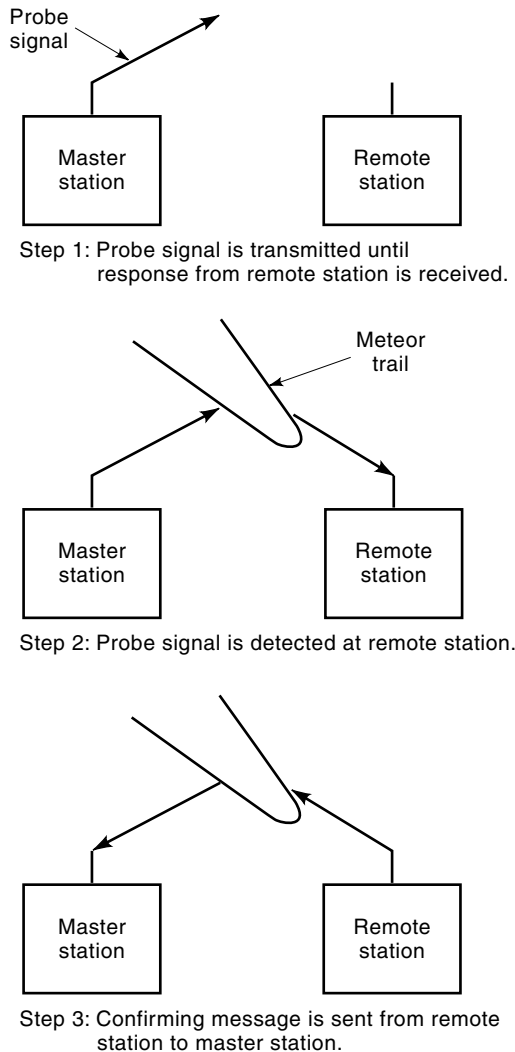 Probe
signal
Master
station
Remote
station
Step 1: Probe signal is transmitted until
response from remote station is received.
Meteor
trail
Master
station
Remote
station
Step 2: Probe signal is detected at remote station.
Master
station
Remote
station
Step 3: Confirming message is sent from remote
station to master station.